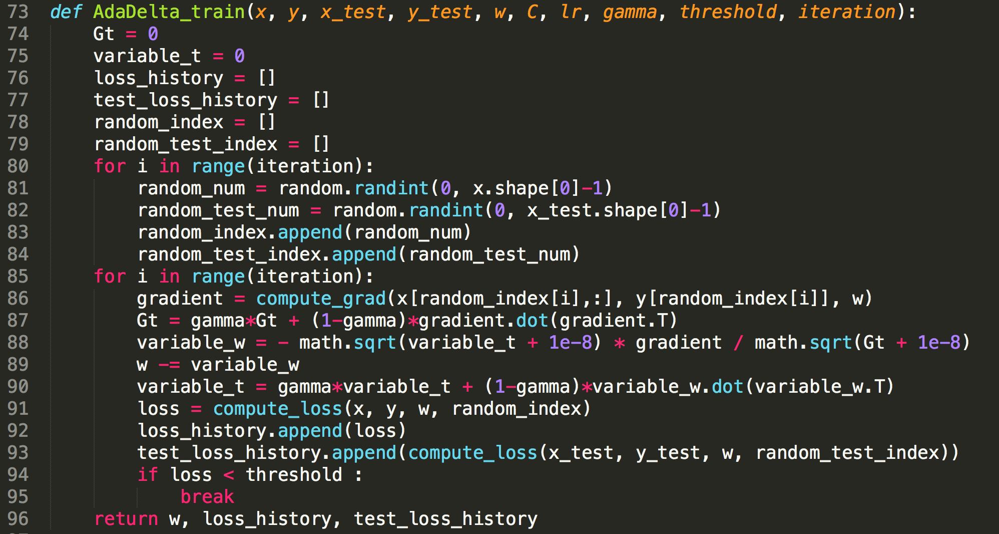 73 def AdaDelta_train(x, y, x_test, y_test, w, C, lr, gamma, threshold, iteration):
74     Gt = 0
75     variable_t = 0
76     loss_history = []
77     test_loss_history = []
78     random_index = []
79     random_test_index = []
80     for i in range(iteration):
81         random_num = random.randint(0, x.shape[0]-1)
82         random_test_num = random.randint(0, x_test.shape[0]-1)
83         random_index.append(random_num)
84         random_test_index.append(random_test_num)
85     for i in range(iteration):
86         gradient = compute_grad(x[random_index[i],:], y[random_index[i]], w)
87         Gt = gamma*Gt + (1-gamma)*gradient.dot(gradient.T)
88         variable_w = - math.sqrt(variable_t + 1e-8) * gradient / math.sqrt(Gt + 1e-8)
89         w -= variable_w
90         variable_t = gamma*variable_t + (1-gamma)*variable_w.dot(variable_w.T)
91         loss = compute_loss(x, y, w, random_index)
92         loss_history.append(loss)
93         test_loss_history.append(compute_loss(x_test, y_test, w, random_test_index))
94         if loss < threshold :
95             break
96     return w, loss_history, test_loss_history